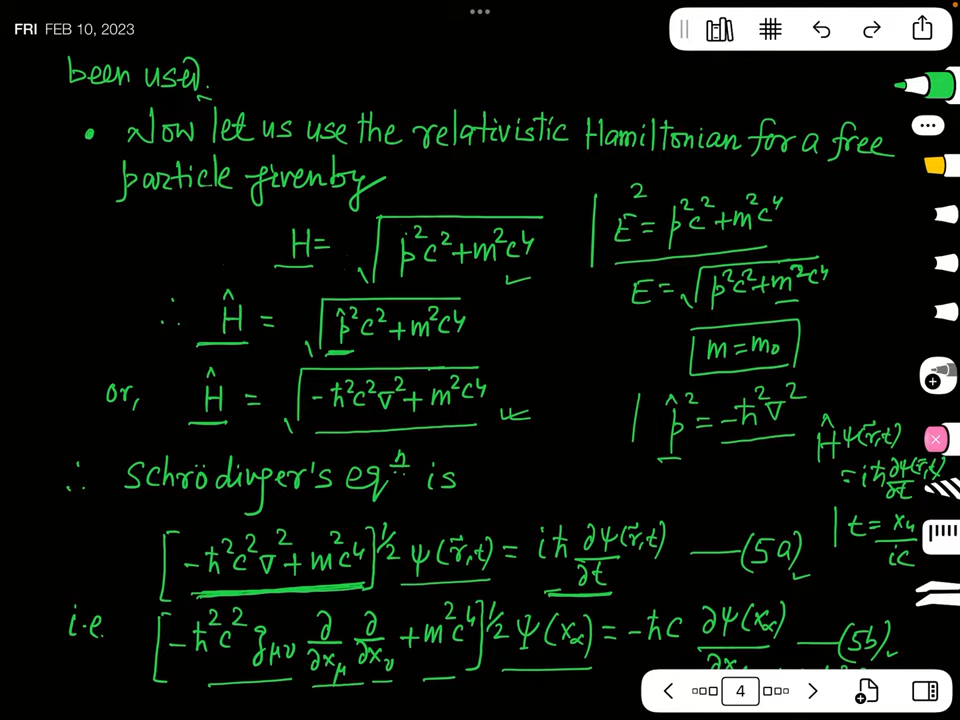 FRI FEB 10, 2023
been used.
• Now let us use the relativistic Hamiltonian for a free
particle given by
H = √(p²c² + m²c⁴) | E² = p²c² + m²c⁴
E = √(p²c² + m²c⁴)
∴ Ĥ = √(p̂²c² + m²c⁴)
m = m₀
or, Ĥ = √(-ħ²c²∇² + m²c⁴) | p̂² = -ħ²∇²
Ĥψ(r⃗,t)
= iħ ∂ψ(r⃗,t)/∂t
∴ Schrödinger's eqⁿ is
| t = x₄/ic
[-ħ²c²∇² + m²c⁴]^½ ψ(r⃗,t) = iħ ∂ψ(r⃗,t)/∂t —(5a)
i.e. [-ħ²c² g_μν ∂/∂x_μ ∂/∂x_ν + m²c⁴]^½ ψ(x_α) = -ħc ∂ψ(x_α)/∂x₄ —(5b)
4